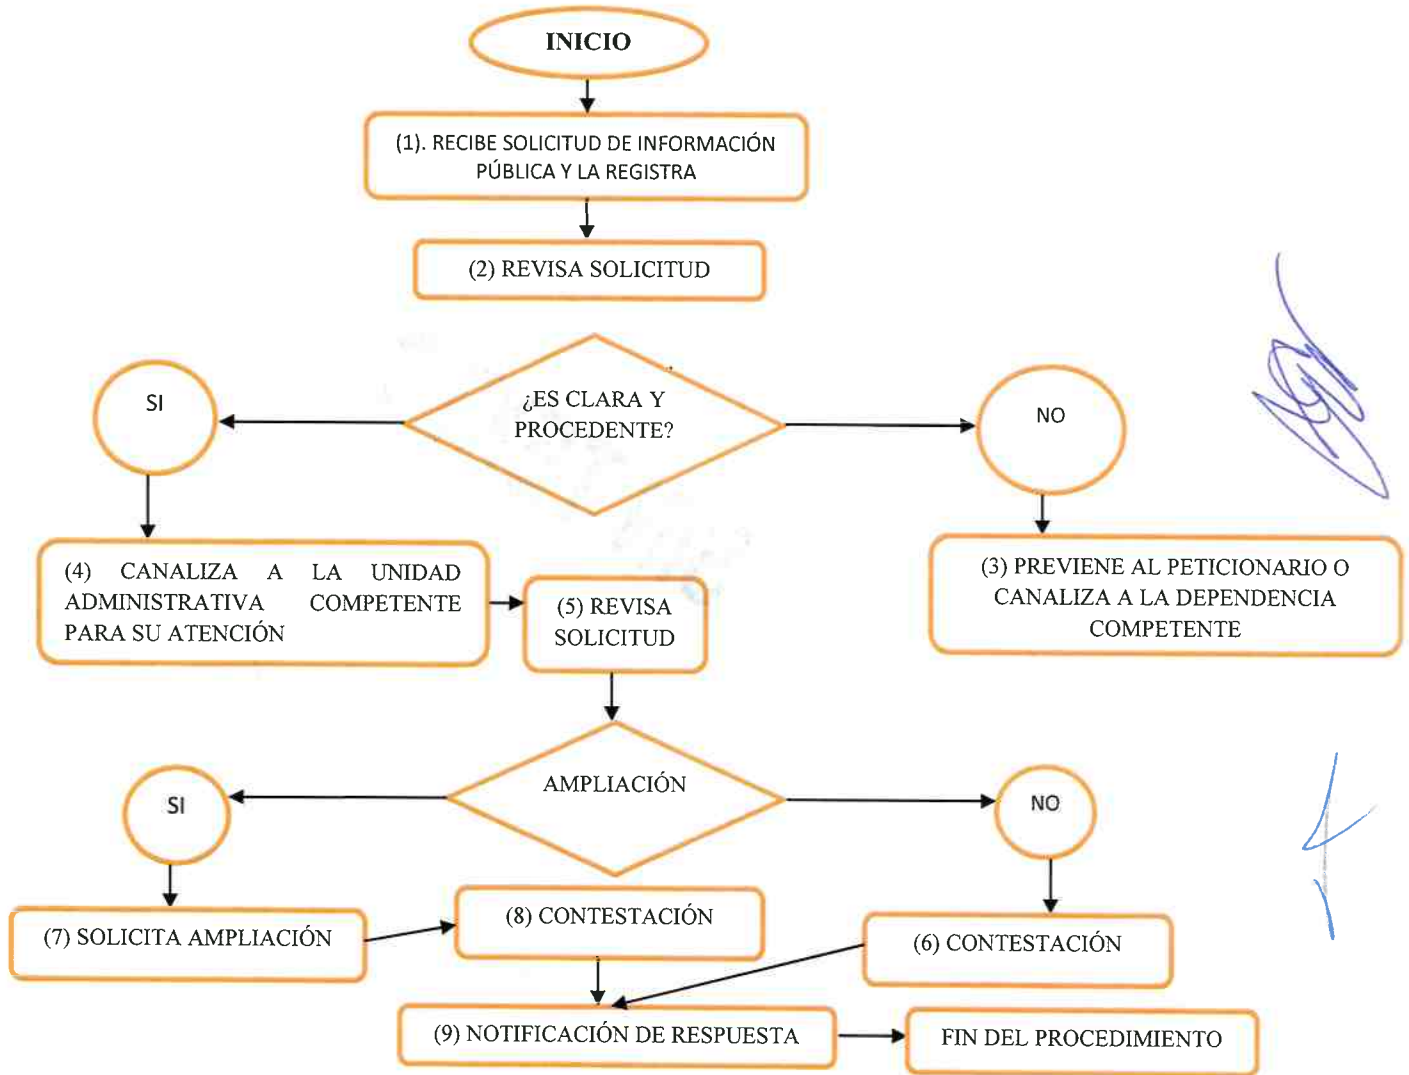 INICIO
(1). RECIBE SOLICITUD DE INFORMACIÓN
PÚBLICA Y LA REGISTRA
(2) REVISA SOLICITUD
¿ES CLARA Y
PROCEDENTE?
SI
NO
(4) CANALIZA A LA UNIDAD
ADMINISTRATIVA COMPETENTE
PARA SU ATENCIÓN
(5) REVISA
SOLICITUD
(3) PREVIENE AL PETICIONARIO O
CANALIZA A LA DEPENDENCIA
COMPETENTE
AMPLIACIÓN
SI
NO
(7) SOLICITA AMPLIACIÓN
(8) CONTESTACIÓN
(6) CONTESTACIÓN
(9) NOTIFICACIÓN DE RESPUESTA
FIN DEL PROCEDIMIENTO